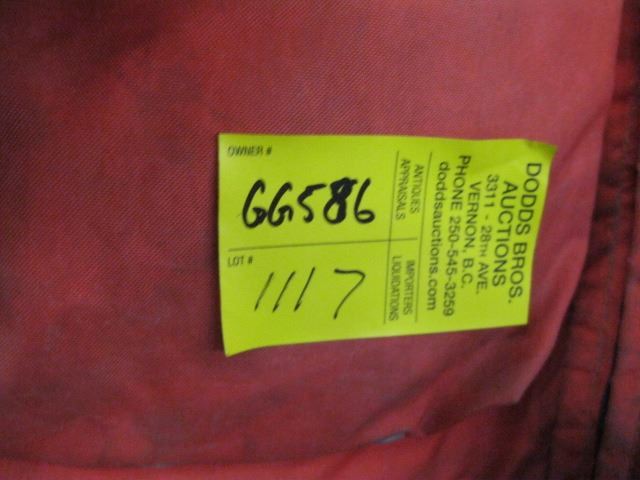 DODDS BROS.
AUCTIONS
3311 - 28TH AVE.
VERNON, B.C.
PHONE 250-545-3259
doddsauctions.com
ANTIQUES IMPORTERS
APPRAISALS LIQUIDATIONS
OWNER #
GG586
LOT #
1117